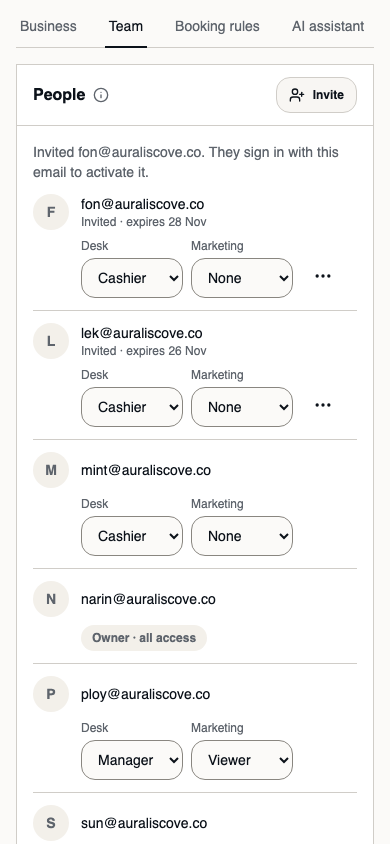 Business Team Booking rules AI assistant
People Invite
Invited fon@auraliscove.co. They sign in with this
email to activate it.
F fon@auraliscove.co
Invited · expires 28 Nov
Desk Marketing
Cashier None
L lek@auraliscove.co
Invited · expires 26 Nov
Desk Marketing
Cashier None
M mint@auraliscove.co
Desk Marketing
Cashier None
N narin@auraliscove.co
Owner · all access
P ploy@auraliscove.co
Desk Marketing
Manager Viewer
S sun@auraliscove.co